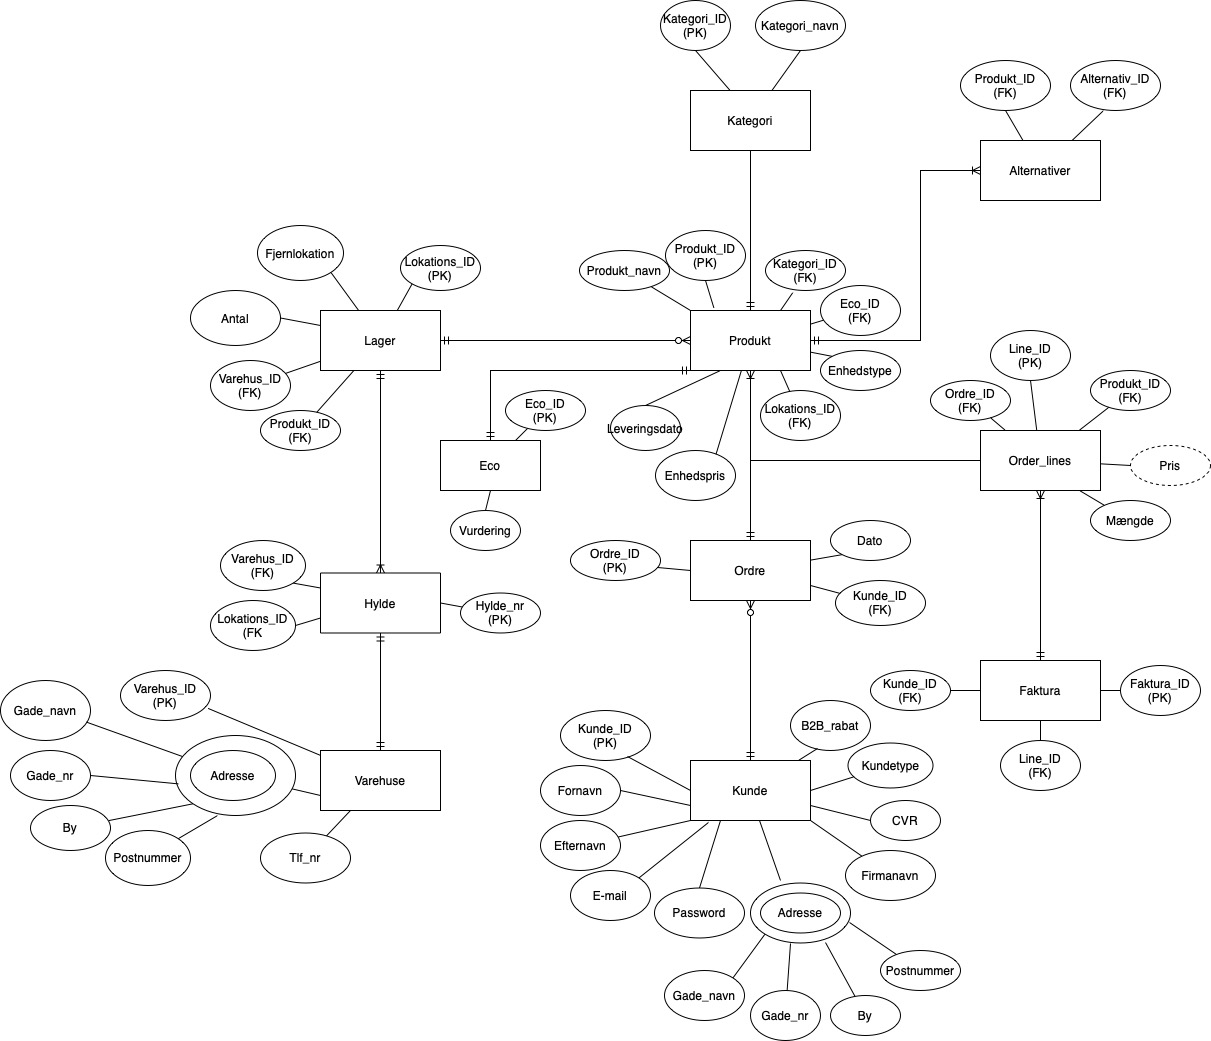 Kategori_ID
(PK)
Kategori_navn
Kategori
Produkt_ID
(FK)
Alternativ_ID
(FK)
Alternativer
Fjernlokation
Lokations_ID
(PK)
Antal
Lager
Varehus_ID
(FK)
Produkt_ID
(FK)
Produkt_navn
Produkt_ID
(PK)
Kategori_ID
(FK)
Eco_ID
(FK)
Produkt
Enhedstype
Lokations_ID
(FK)
Leveringsdato
Enhedspris
Eco_ID
(PK)
Eco
Vurdering
Line_ID
(PK)
Ordre_ID
(FK)
Produkt_ID
(FK)
Order_lines
Pris
Mængde
Varehus_ID
(FK)
Lokations_ID
(FK
Hylde
Hylde_nr
(PK)
Ordre_ID
(PK)
Ordre
Dato
Kunde_ID
(FK)
Kunde_ID
(FK)
Faktura
Faktura_ID
(PK)
Line_ID
(FK)
Varehus_ID
(PK)
Gade_navn
Gade_nr
Adresse
By
Postnummer
Varehuse
Tlf_nr
Kunde_ID
(PK)
B2B_rabat
Kundetype
Fornavn
Kunde
CVR
Efternavn
Firmanavn
E-mail
Password
Adresse
Postnummer
Gade_navn
Gade_nr
By